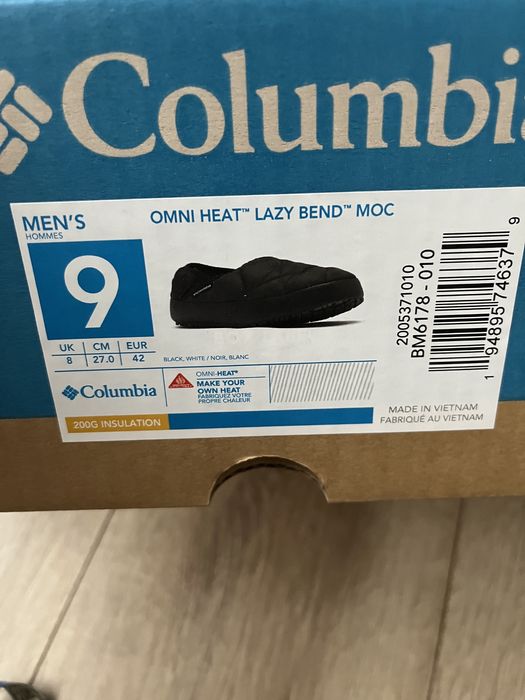 Columbi
MEN'S
HOMMES
OMNI HEAT™ LAZY BEND™ MOC
9
UK | CM | EUR
8 | 27.0 | 42
BLACK, WHITE / NOIR, BLANC
Columbia
OMNI-HEAT®
MAKE YOUR
OWN HEAT
FABRIQUEZ VOTRE
PROPRE CHALEUR
200G INSULATION
2005371010
BM6178 - 010
1 94895 74637 9
MADE IN VIETNAM
FABRIQUÉ AU VIETNAM